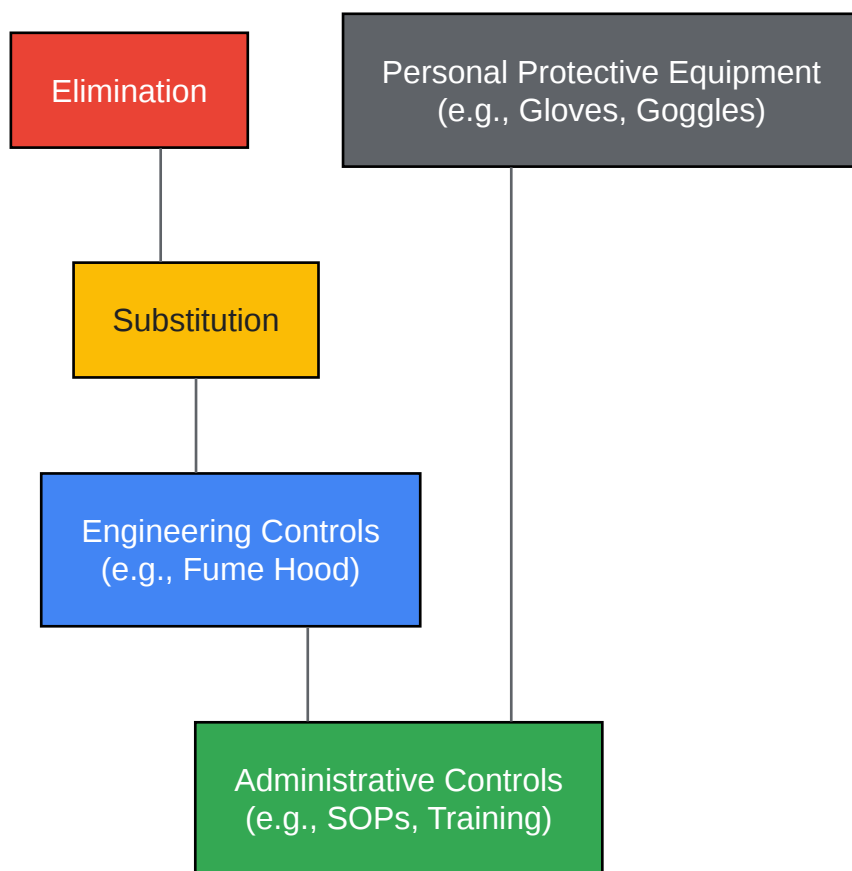 Elimination
Personal Protective Equipment
(e.g., Gloves, Goggles)
Substitution
Engineering Controls
(e.g., Fume Hood)
Administrative Controls
(e.g., SOPs, Training)